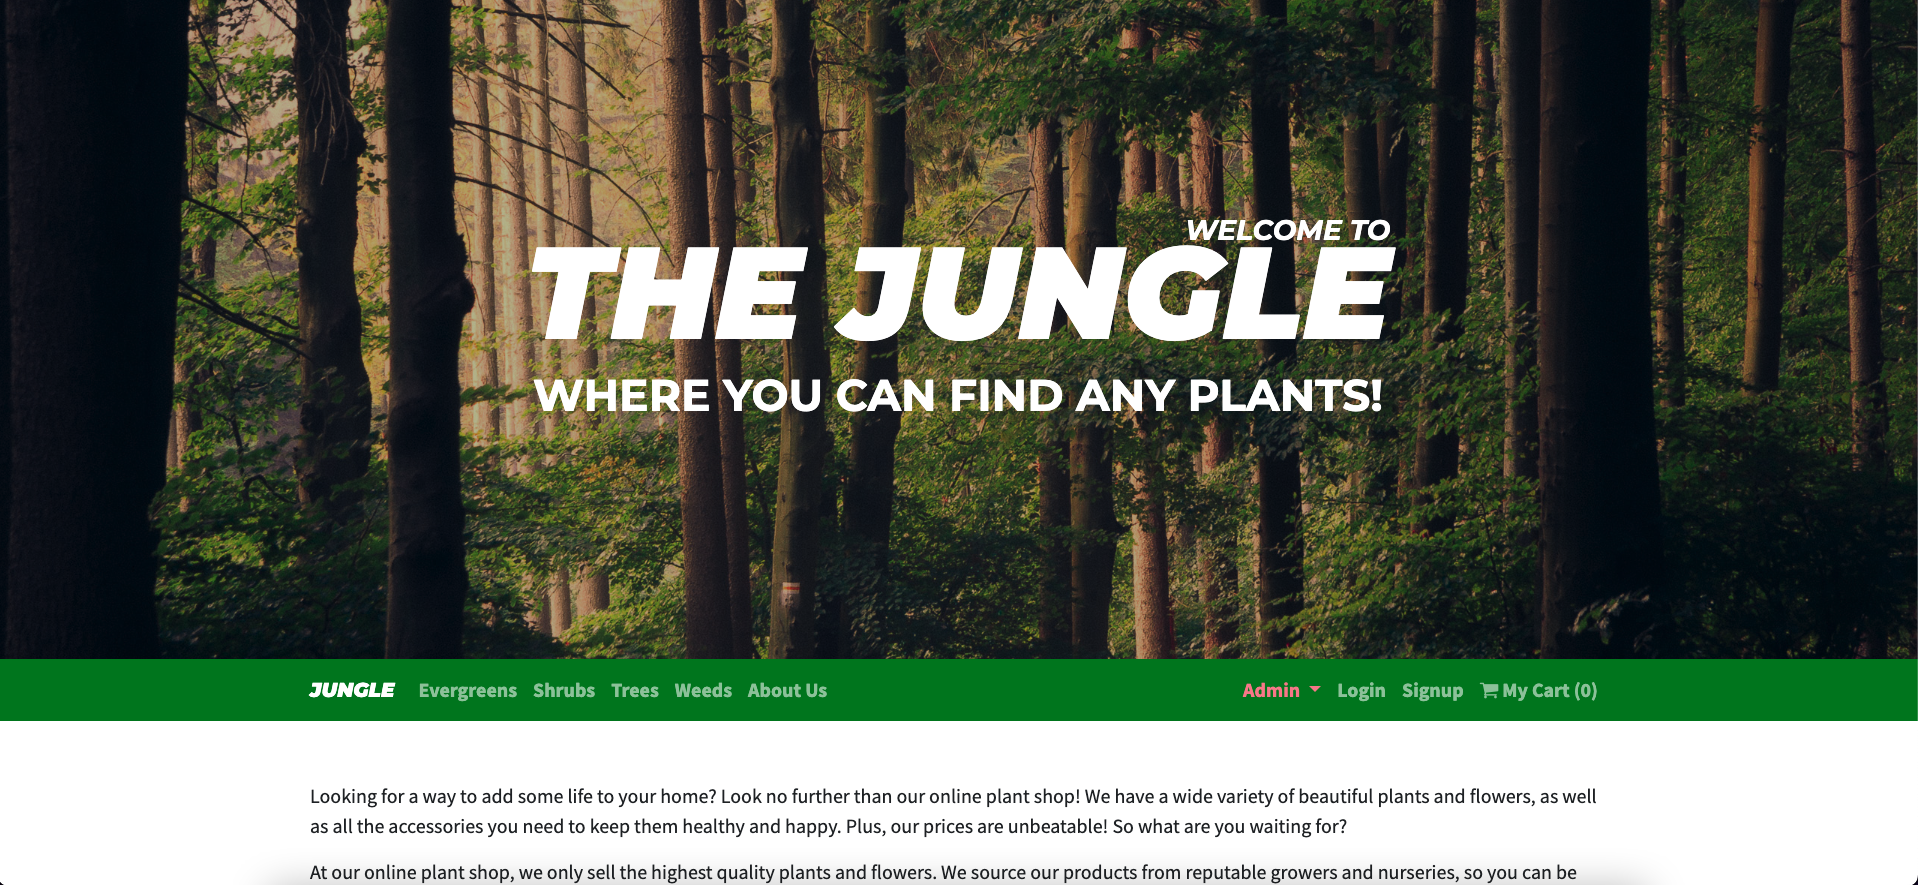 WELCOME TO
THE JUNGLE
WHERE YOU CAN FIND ANY PLANTS!
JUNGLE Evergreens Shrubs Trees Weeds About Us Admin Login Signup My Cart (0)
Looking for a way to add some life to your home? Look no further than our online plant shop! We have a wide variety of beautiful plants and flowers, as well
as all the accessories you need to keep them healthy and happy. Plus, our prices are unbeatable! So what are you waiting for?
At our online plant shop, we only sell the highest quality plants and flowers. We source our products from reputable growers and nurseries, so you can be